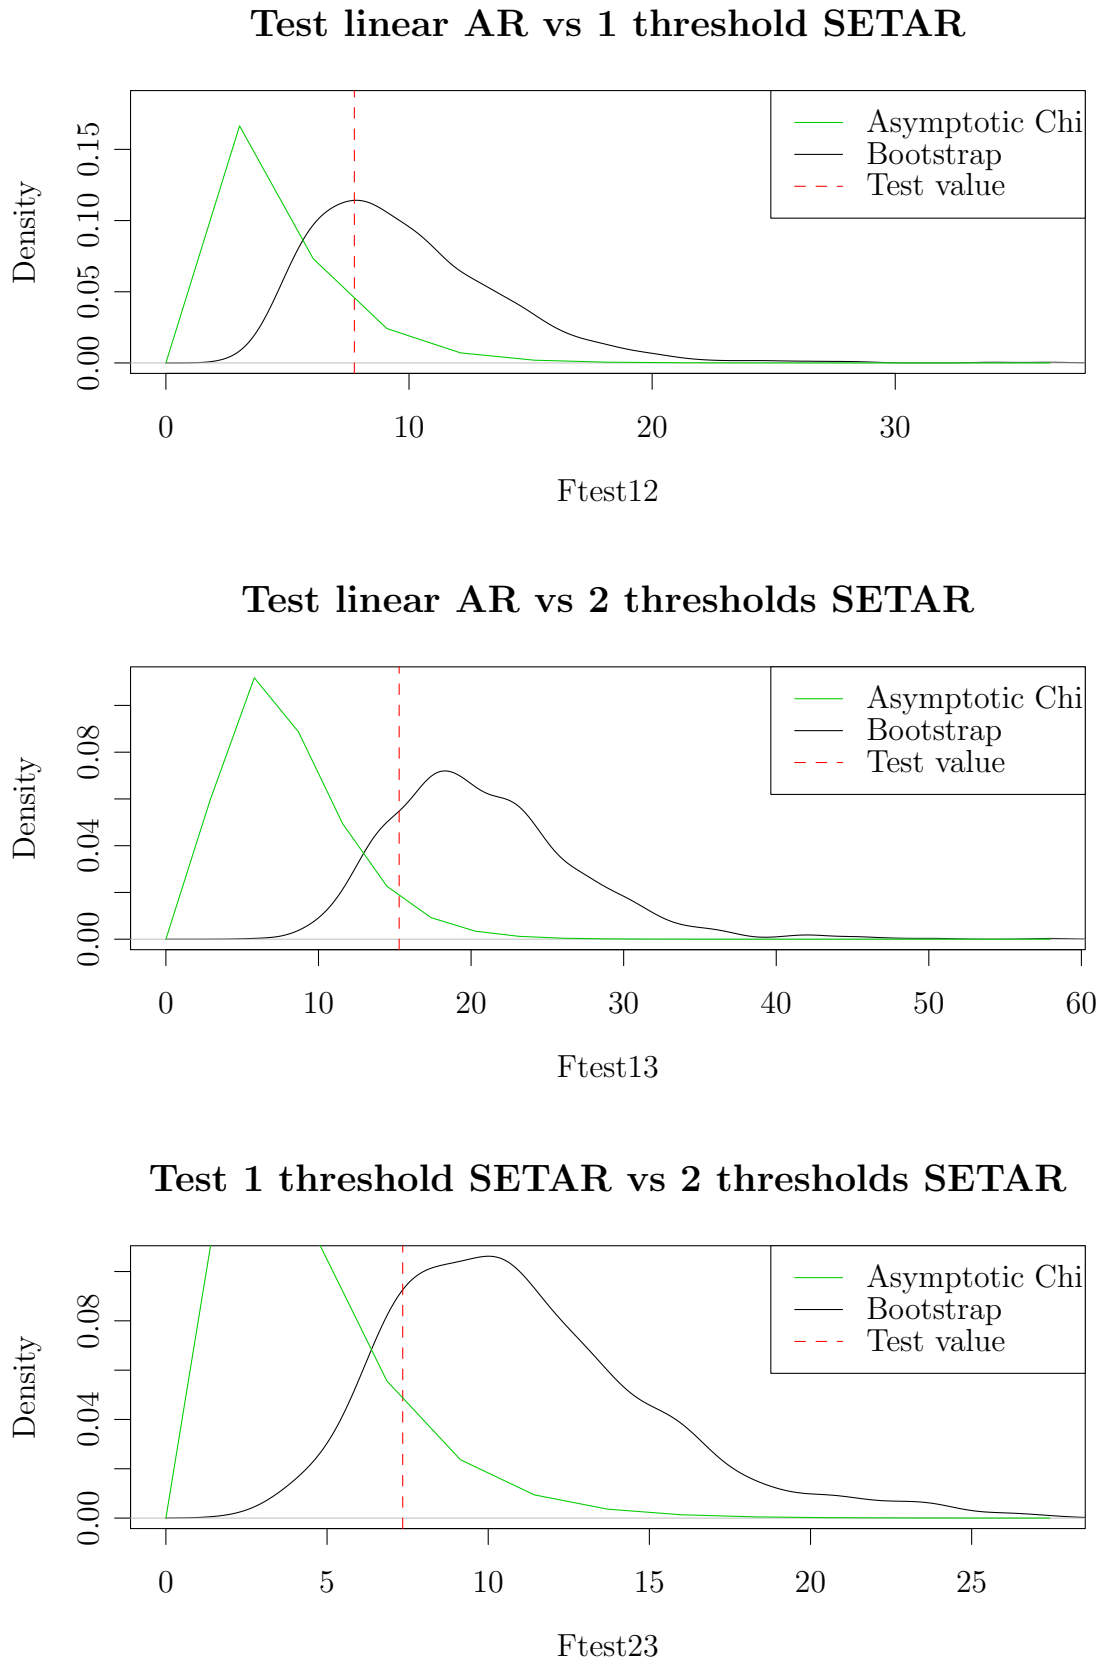 Test linear AR vs 1 threshold SETAR
Density
0.00 0.05 0.10 0.15
Asymptotic Chi
Bootstrap
Test value
0 10 20 30
Ftest12
Test linear AR vs 2 thresholds SETAR
Density
0.00 0.04 0.08
Asymptotic Chi
Bootstrap
Test value
0 10 20 30 40 50 60
Ftest13
Test 1 threshold SETAR vs 2 thresholds SETAR
Density
0.00 0.04 0.08
Asymptotic Chi
Bootstrap
Test value
0 5 10 15 20 25
Ftest23